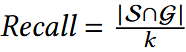 Recall = |𝒮∩𝒢| / k